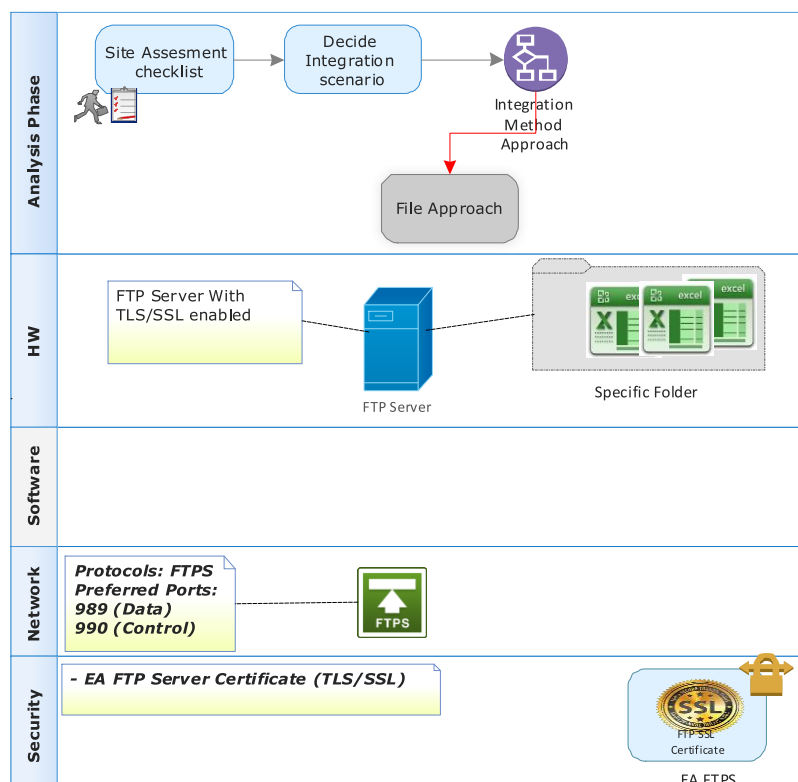 Analysis Phase
Site Assesment
checklist
Decide
Integration
scenario
Integration
Method
Approach
File Approach
HW
FTP Server With
TLS/SSL enabled
FTP Server
excel
excel
Specific Folder
Software
Network
Protocols: FTPS
Preferred Ports:
989 (Data)
990 (Control)
FTPS
Security
- EA FTP Server Certificate (TLS/SSL)
SSL
FTP SSL
Certificate
EA FTPS